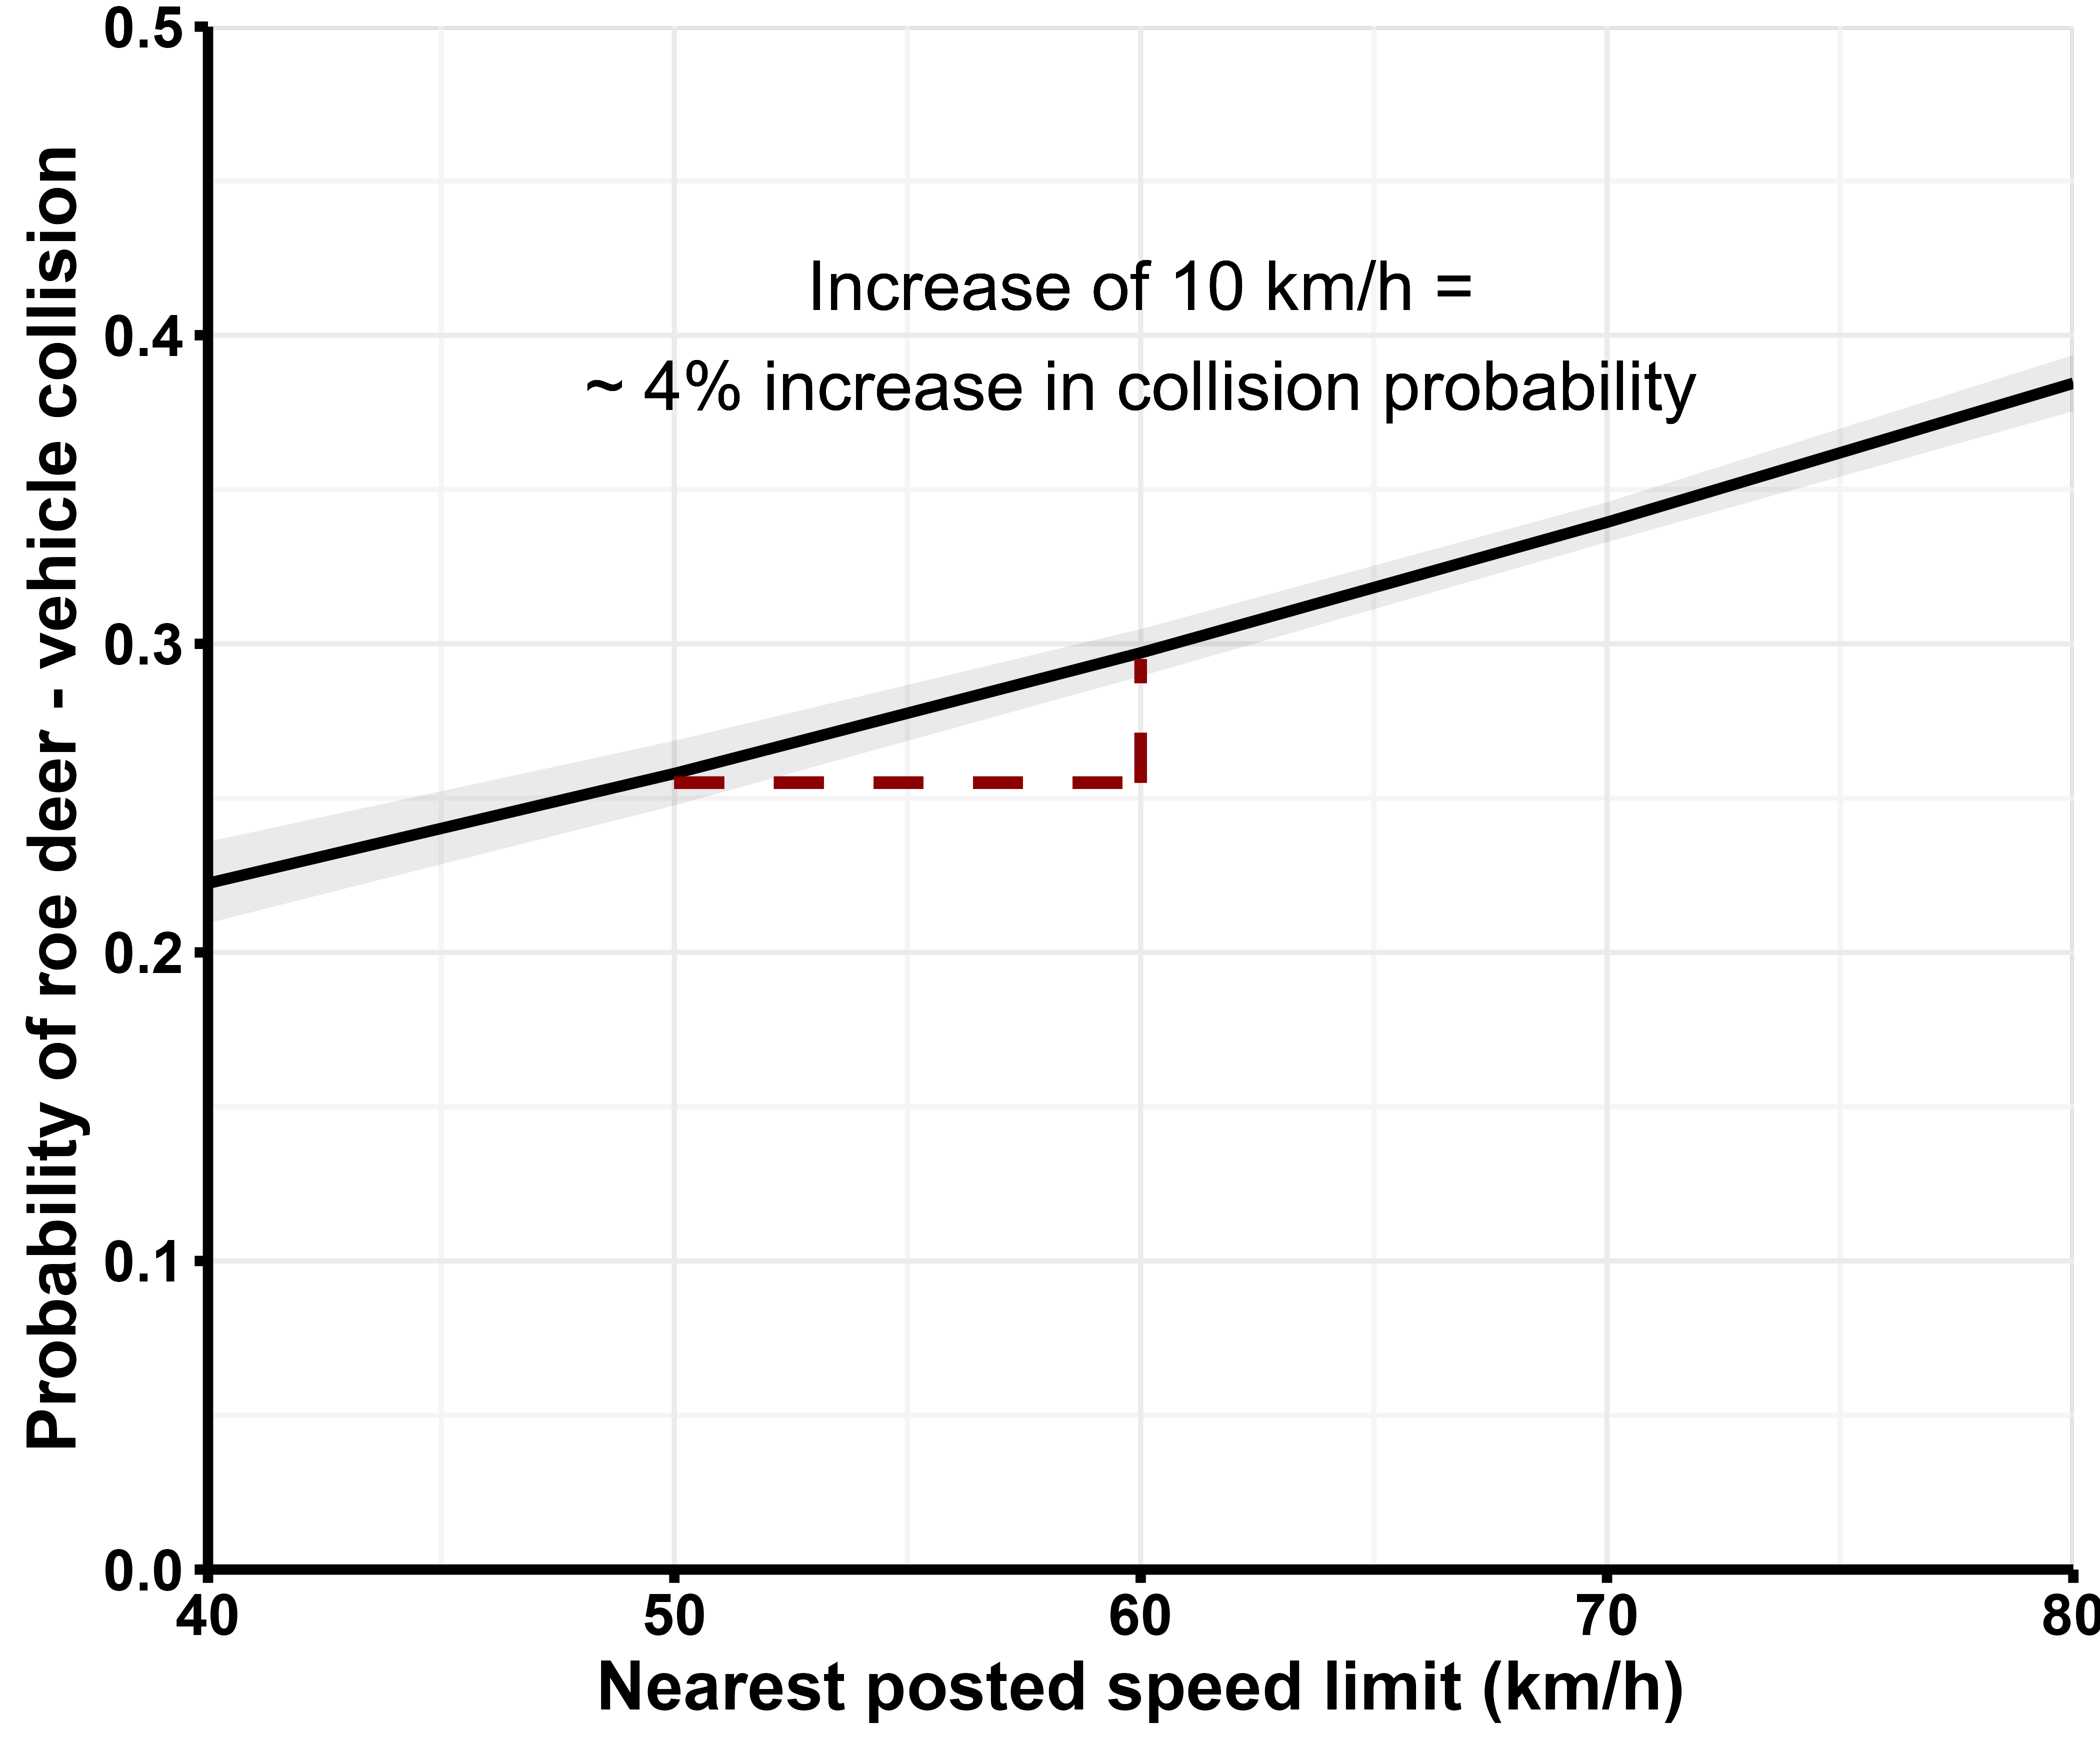 0.5
0.4
0.3
0.2
0.1
0.0
Probability of roe deer - vehicle collision
Increase of 10 km/h =
~ 4% increase in collision probability
40 50 60 70 80
Nearest posted speed limit (km/h)